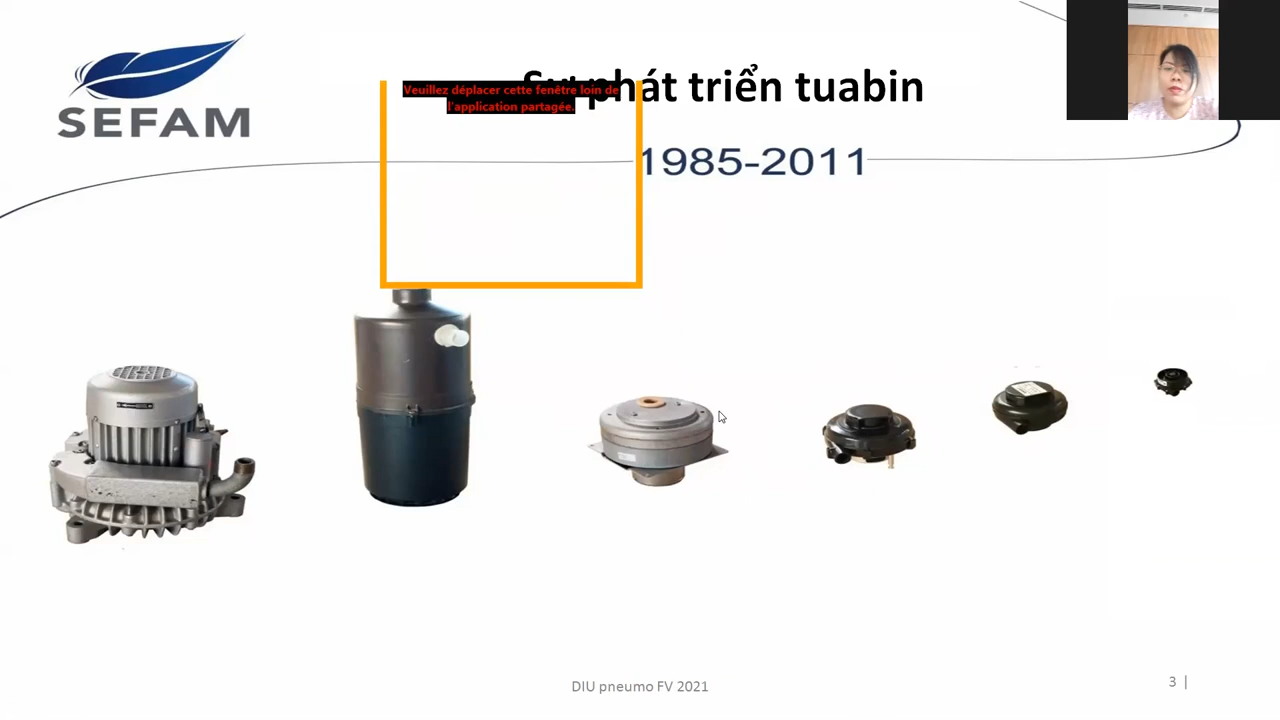 SEFAM
Sự phát triển tuabin
Veuillez déplacer cette fenêtre loin de
l'application partagée.
1985-2011
DIU pneumo FV 2021
3 |